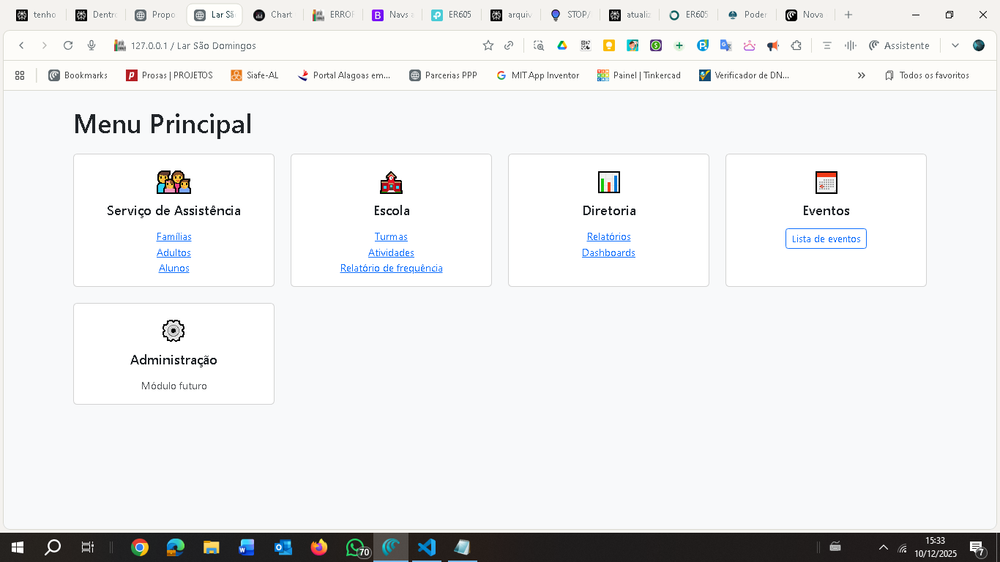 tenho
Dentro
Propo
Lar Sã
Chart
ERROR
Navs a
ER605
arquiv
STOP/
atualiz
ER605
Poder
Nova
127.0.0.1 / Lar São Domingos
Assistente
Bookmarks
Prosas | PROJETOS
Siafe-AL
Portal Alagoas em...
Parcerias PPP
MIT App Inventor
Painel | Tinkercad
Verificador de DN...
Todos os favoritos
Menu Principal
Serviço de Assistência
Famílias
Adultos
Alunos
Escola
Turmas
Atividades
Relatório de frequência
Diretoria
Relatórios
Dashboards
Eventos
Lista de eventos
Administração
Módulo futuro
70
15:33
10/12/2025
7